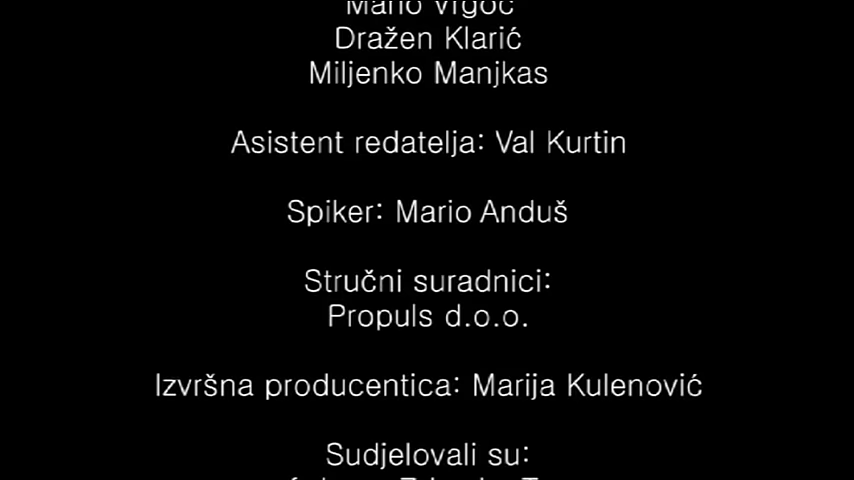 Mario Vrgoč
Dražen Klarić
Miljenko Manjkas
Asistent redatelja: Val Kurtin
Spiker: Mario Anduš
Stručni suradnici:
Propuls d.o.o.
Izvršna producentica: Marija Kulenović
Sudjelovali su: